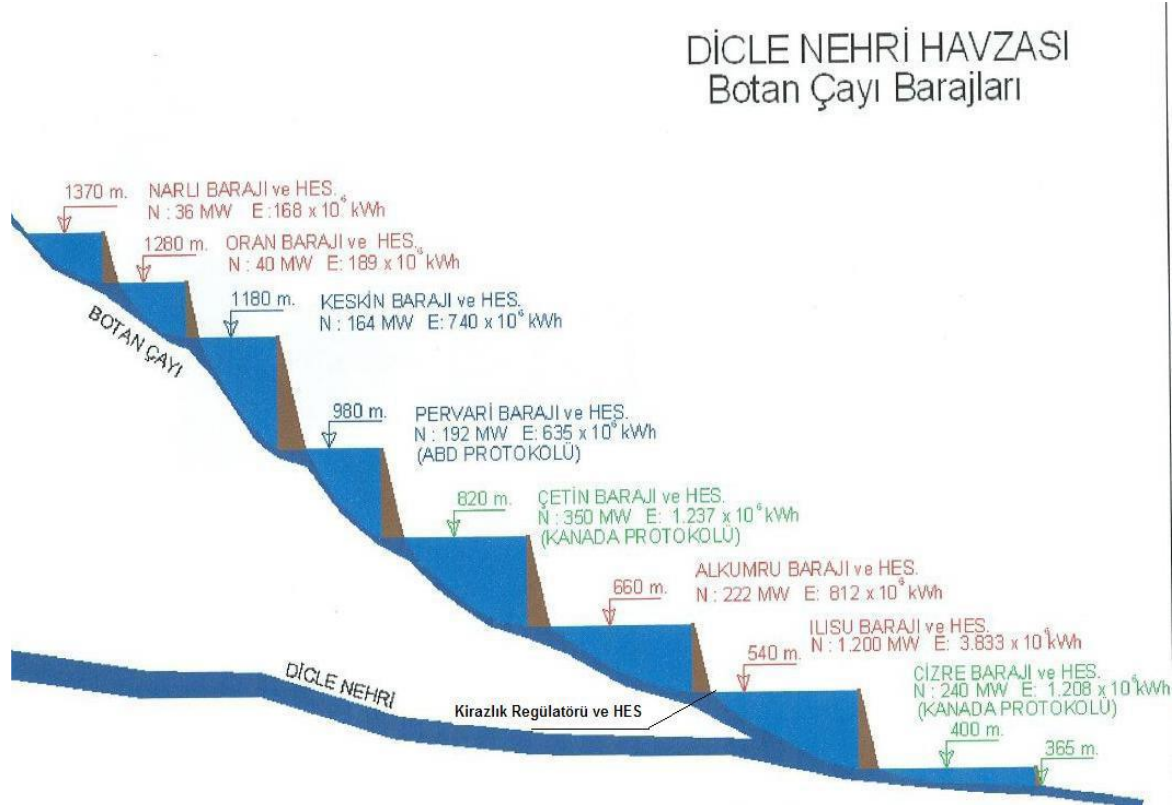 DİCLE NEHRİ HAVZASI
Botan Çayı Barajları
1370 m.
NARLI BARAJI ve HES.
N : 36 MW E :168 x 10⁶ kWh
1280 m.
ORAN BARAJI ve HES.
N : 40 MW E: 189 x 10⁶ kWh
1180 m.
KESKİN BARAJI ve HES.
N : 164 MW E: 740 x 10⁶ kWh
BOTAN ÇAYI
980 m.
PERVARİ BARAJI ve HES.
N : 192 MW E: 635 x 10⁶ kWh
(ABD PROTOKOLÜ)
820 m.
ÇETİN BARAJI ve HES.
N : 350 MW E: 1.237 x 10⁶ kWh
(KANADA PROTOKOLÜ)
660 m.
ALKUMRU BARAJI ve HES.
N : 222 MW E: 812 x 10⁶ kWh
540 m.
ILISU BARAJI ve HES.
N : 1.200 MW E: 3.833 x 10⁶ kWh
CİZRE BARAJI ve HES.
N : 240 MW E: 1.208 x 10⁶ kWh
(KANADA PROTOKOLÜ)
400 m.
365 m.
DİCLE NEHRİ
Kirazlık Regülatörü ve HES